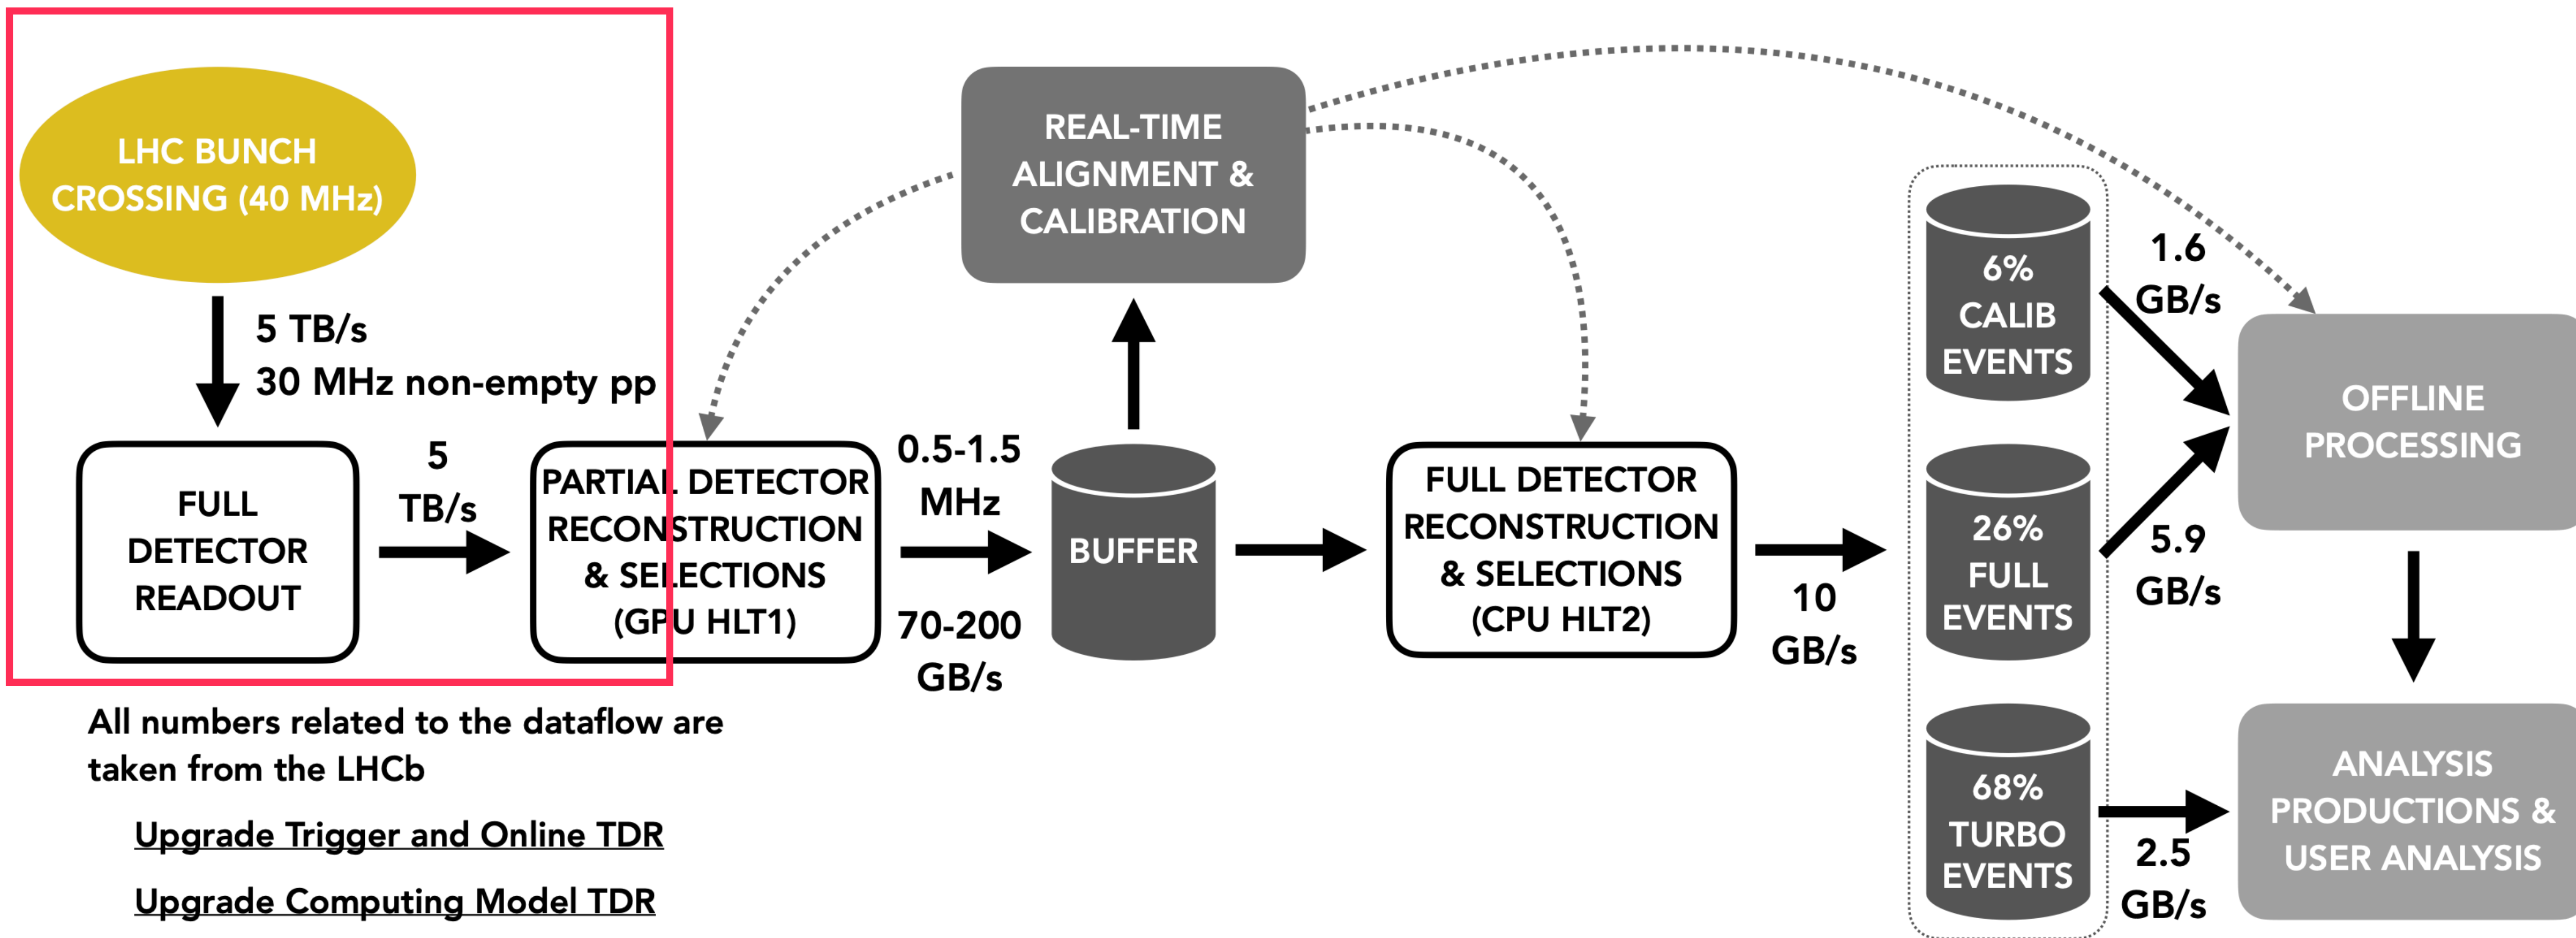 LHC BUNCH
CROSSING (40 MHz)
5 TB/s
30 MHz non-empty pp
FULL
DETECTOR
READOUT
5
TB/s
PARTIAL DETECTOR
RECONSTRUCTION
& SELECTIONS
(GPU HLT1)
0.5-1.5
MHz
70-200
GB/s
REAL-TIME
ALIGNMENT &
CALIBRATION
BUFFER
FULL DETECTOR
RECONSTRUCTION
& SELECTIONS
(CPU HLT2)
10
GB/s
6%
CALIB
EVENTS
1.6
GB/s
26%
FULL
EVENTS
5.9
GB/s
68%
TURBO
EVENTS
2.5
GB/s
OFFLINE
PROCESSING
ANALYSIS
PRODUCTIONS &
USER ANALYSIS
All numbers related to the dataflow are
taken from the LHCb
Upgrade Trigger and Online TDR
Upgrade Computing Model TDR